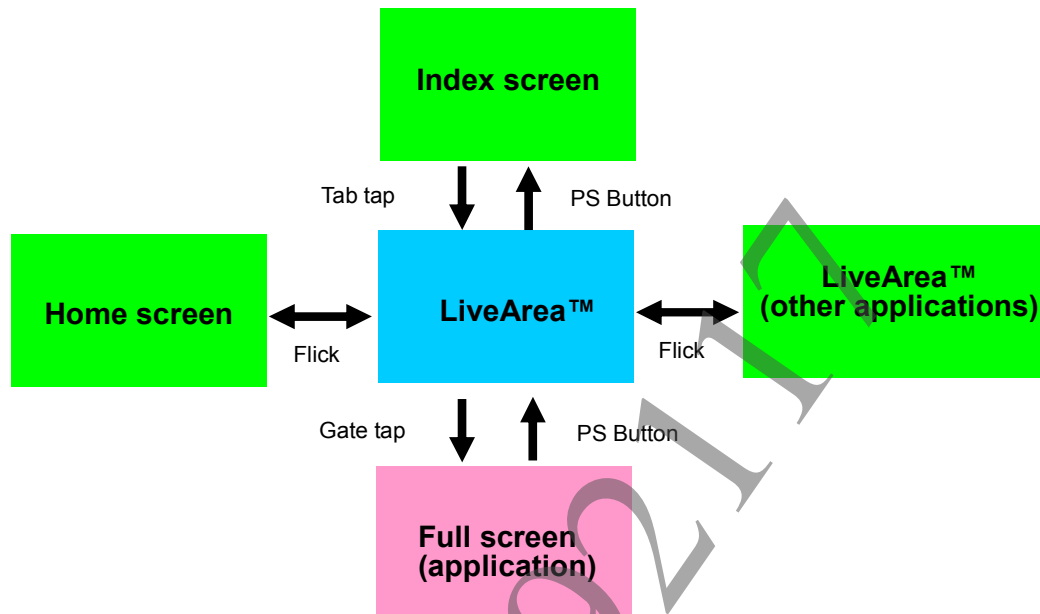 Index screen
Tab tap
PS Button
Home screen
Flick
LiveArea™
Flick
LiveArea™
(other applications)
Gate tap
PS Button
Full screen
(application)